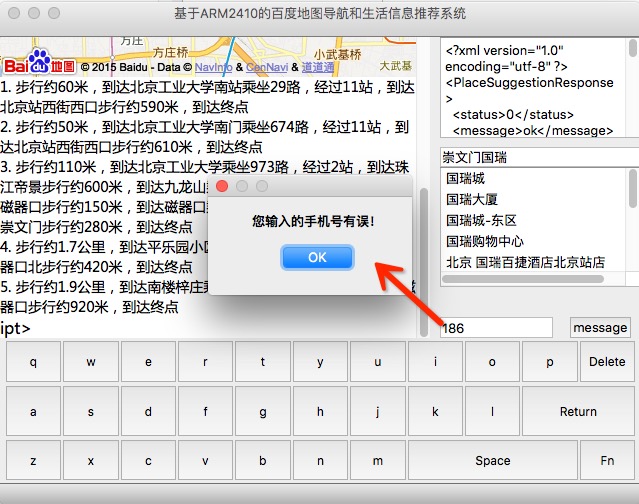 基于ARM2410的百度地图导航和生活信息推荐系统
方庄
方庄桥
小武基桥
大武基
Baidu地图 © 2015 Baidu - Data © NavInfo & CenNavi & 道道通
1. 步行约60米，到达北京工业大学南站乘坐29路，经过11站，到达
北京站西街西口步行约590米，到达终点
2. 步行约50米，到达北京工业大学南门乘坐674路，经过11站，到
达北京站西街西口步行约610米，到达终点
3. 步行约110米，到达北京工业大学乘坐973路，经过2站，到达珠
江帝景步行约600米，到达九龙山
磁器口步行约150米，到达磁器口
崇文门步行约280米，到达终点
4. 步行约1.7公里，到达平乐园小区
器口北步行约420米，到达终点
5. 步行约1.9公里，到达南楼梓庄
器口步行约920米，到达终点
ipt>
<?xml version="1.0"
encoding="utf-8" ?>
<PlaceSuggestionResponse
>
<status>0</status>
<message>ok</message>
崇文门国瑞
国瑞城
国瑞大厦
国瑞城-东区
国瑞购物中心
北京 国瑞百捷酒店北京站店
您输入的手机号有误！
OK
186
message
q w e r t y u i o p Delete
a s d f g h j k l Return
z x c v b n m Space Fn